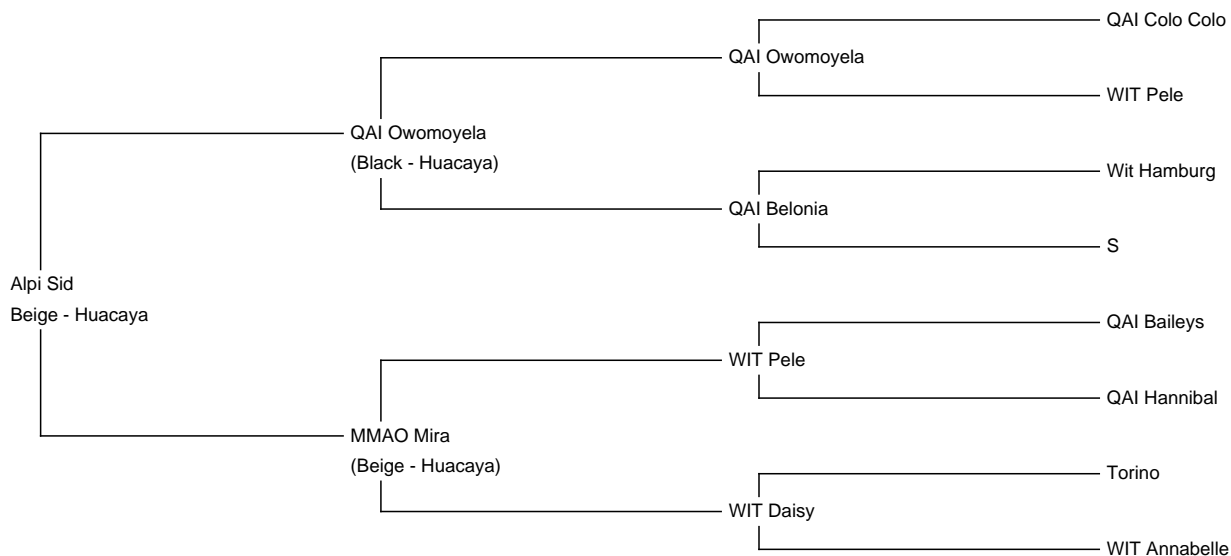 QAI Colo Colo
QAI Owomoyela
WIT Pele
QAI Owomoyela
(Black - Huacaya)
Wit Hamburg
QAI Belonia
S
Alpi Sid
Beige - Huacaya
QAI Baileys
WIT Pele
QAI Hannibal
MMAO Mira
(Beige - Huacaya)
Torino
WIT Daisy
WIT Annabelle